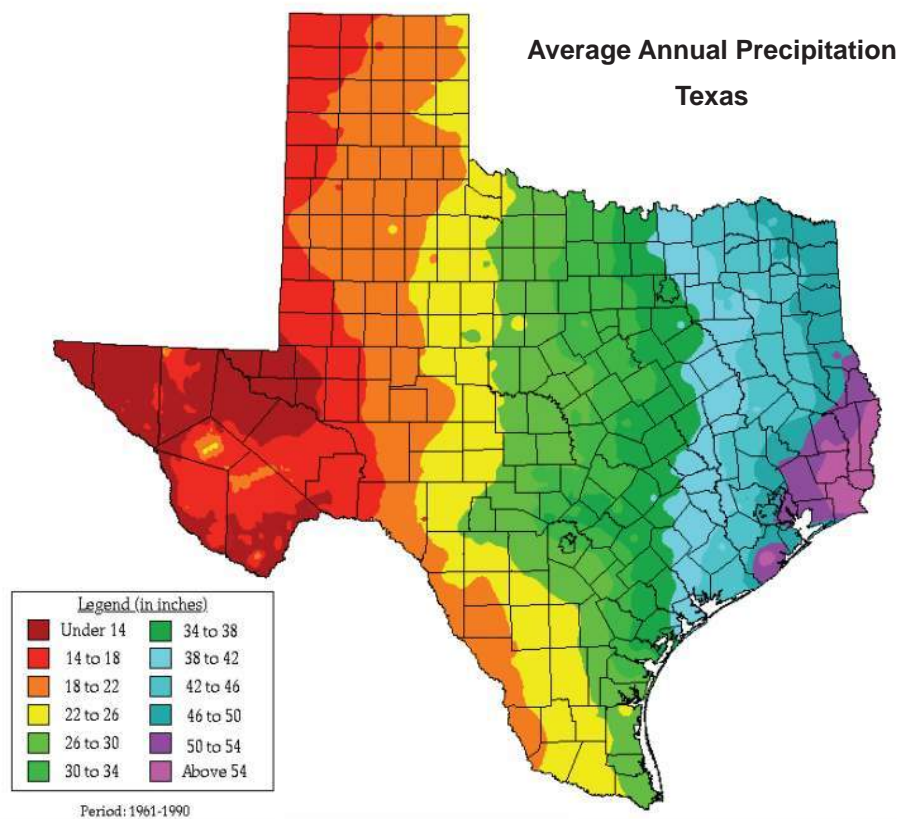 Average Annual Precipitation
Texas
Legend (in inches)
Under 14
14 to 18
18 to 22
22 to 26
26 to 30
30 to 34
34 to 38
38 to 42
42 to 46
46 to 50
50 to 54
Above 54
Period: 1961-1990